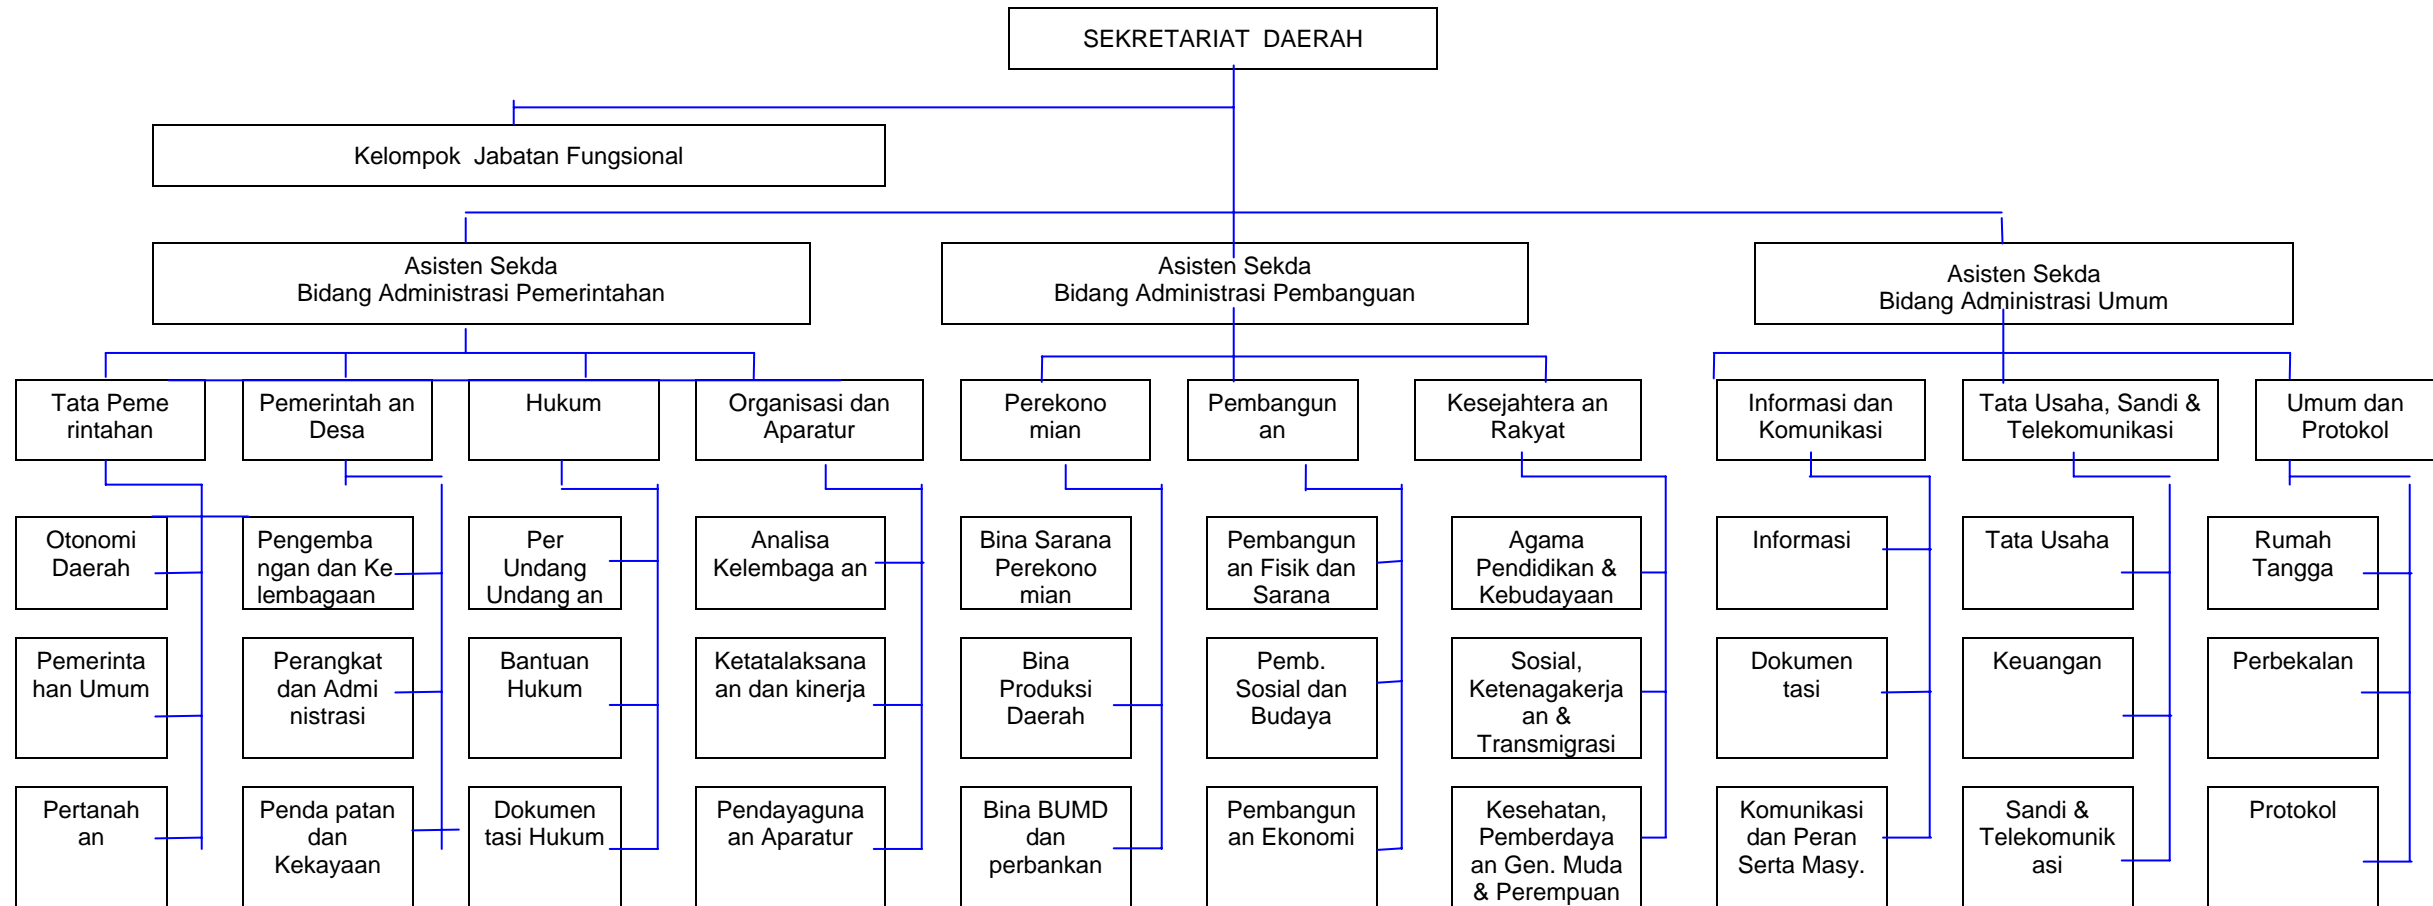 SEKRETARIAT  DAERAH
Kelompok  Jabatan Fungsional
Asisten Sekda
Bidang Administrasi Pemerintahan
Asisten Sekda
Bidang Administrasi Pembanguan
Asisten Sekda
Bidang Administrasi Umum
Tata Peme
rintahan
Pemerintah an
Desa
Hukum
Organisasi dan
Aparatur
Perekono
mian
Pembangun
an
Kesejahtera an
Rakyat
Informasi dan
Komunikasi
Tata Usaha, Sandi &
Telekomunikasi
Umum dan
Protokol
Otonomi
Daerah
Pengemba
ngan dan Ke
lembagaan
Per
Undang
Undang an
Analisa
Kelembaga an
Bina Sarana
Perekono
mian
Pembangun
an Fisik dan
Sarana
Agama
Pendidikan &
Kebudayaan
Informasi
Tata Usaha
Rumah
Tangga
Pemerinta
han Umum
Perangkat
dan Admi
nistrasi
Bantuan
Hukum
Ketatalaksana
an dan kinerja
Bina
Produksi
Daerah
Pemb.
Sosial dan
Budaya
Sosial,
Ketenagakerja
an &
Transmigrasi
Dokumen
tasi
Keuangan
Perbekalan
Pertanah
an
Penda patan
dan
Kekayaan
Dokumen
tasi Hukum
Pendayaguna
an Aparatur
Bina BUMD
dan
perbankan
Pembangun
an Ekonomi
Kesehatan,
Pemberdaya
an Gen. Muda
& Perempuan
Komunikasi
dan Peran
Serta Masy.
Sandi &
Telekomunik
asi
Protokol